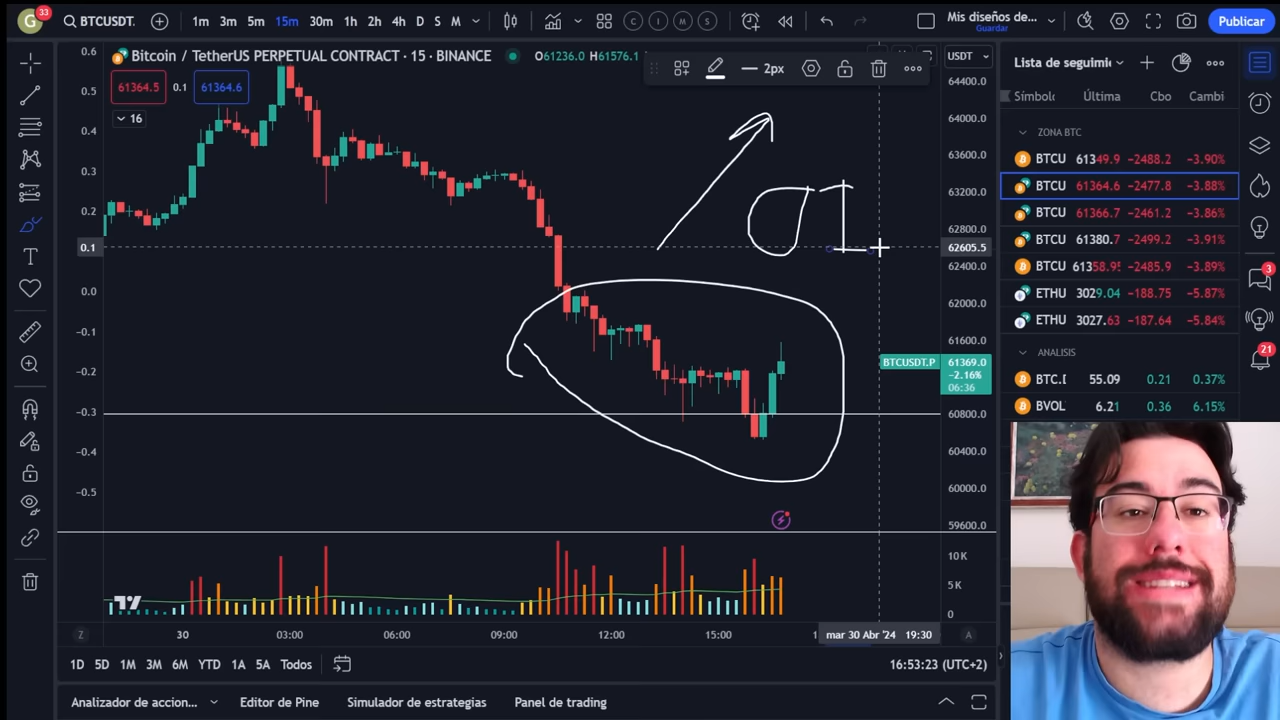 G 33 BTCUSDT. 1m 3m 5m 15m 30m 1h 2h 4h D S M C I M S Mis diseños de... Guardar Publicar
Bitcoin / TetherUS PERPETUAL CONTRACT · 15 · BINANCE O61236.0 H61576.1
2px
USDT
61364.5 0.1 61364.6
16
0.6
0.5
0.4
0.3
0.2
0.1
0.0
−0.1
−0.2
−0.3
−0.4
−0.5
64400.0
64000.0
63600.0
63200.0
62800.0
62605.5
62400.0
62000.0
61600.0
BTCUSDT.P 61369.0
−2.16%
06:36
60800.0
60400.0
60000.0
59600.0
10K
5K
0
Z 30 03:00 06:00 09:00 12:00 15:00 mar 30 Abr '24 19:30 A
1D 5D 1M 3M 6M YTD 1A 5A Todos 16:53:23 (UTC+2)
Analizador de accion... Editor de Pine Simulador de estrategias Panel de trading
Lista de seguimie
Símbolo Última Cbo Cambi
ZONA BTC
BTCU 61349.9 −2488.2 −3.90%
BTCU 61364.6 −2477.8 −3.88%
BTCU 61366.7 −2461.2 −3.86%
BTCU 61380.7 −2499.2 −3.91%
BTCU 61358.95 −2485.9 −3.89%
ETHU 3029.04 −188.75 −5.87%
ETHU 3027.63 −187.64 −5.84%
ANALISIS
BTC.D 55.09 0.21 0.37%
BVOL 6.21 0.36 6.15%
3
21